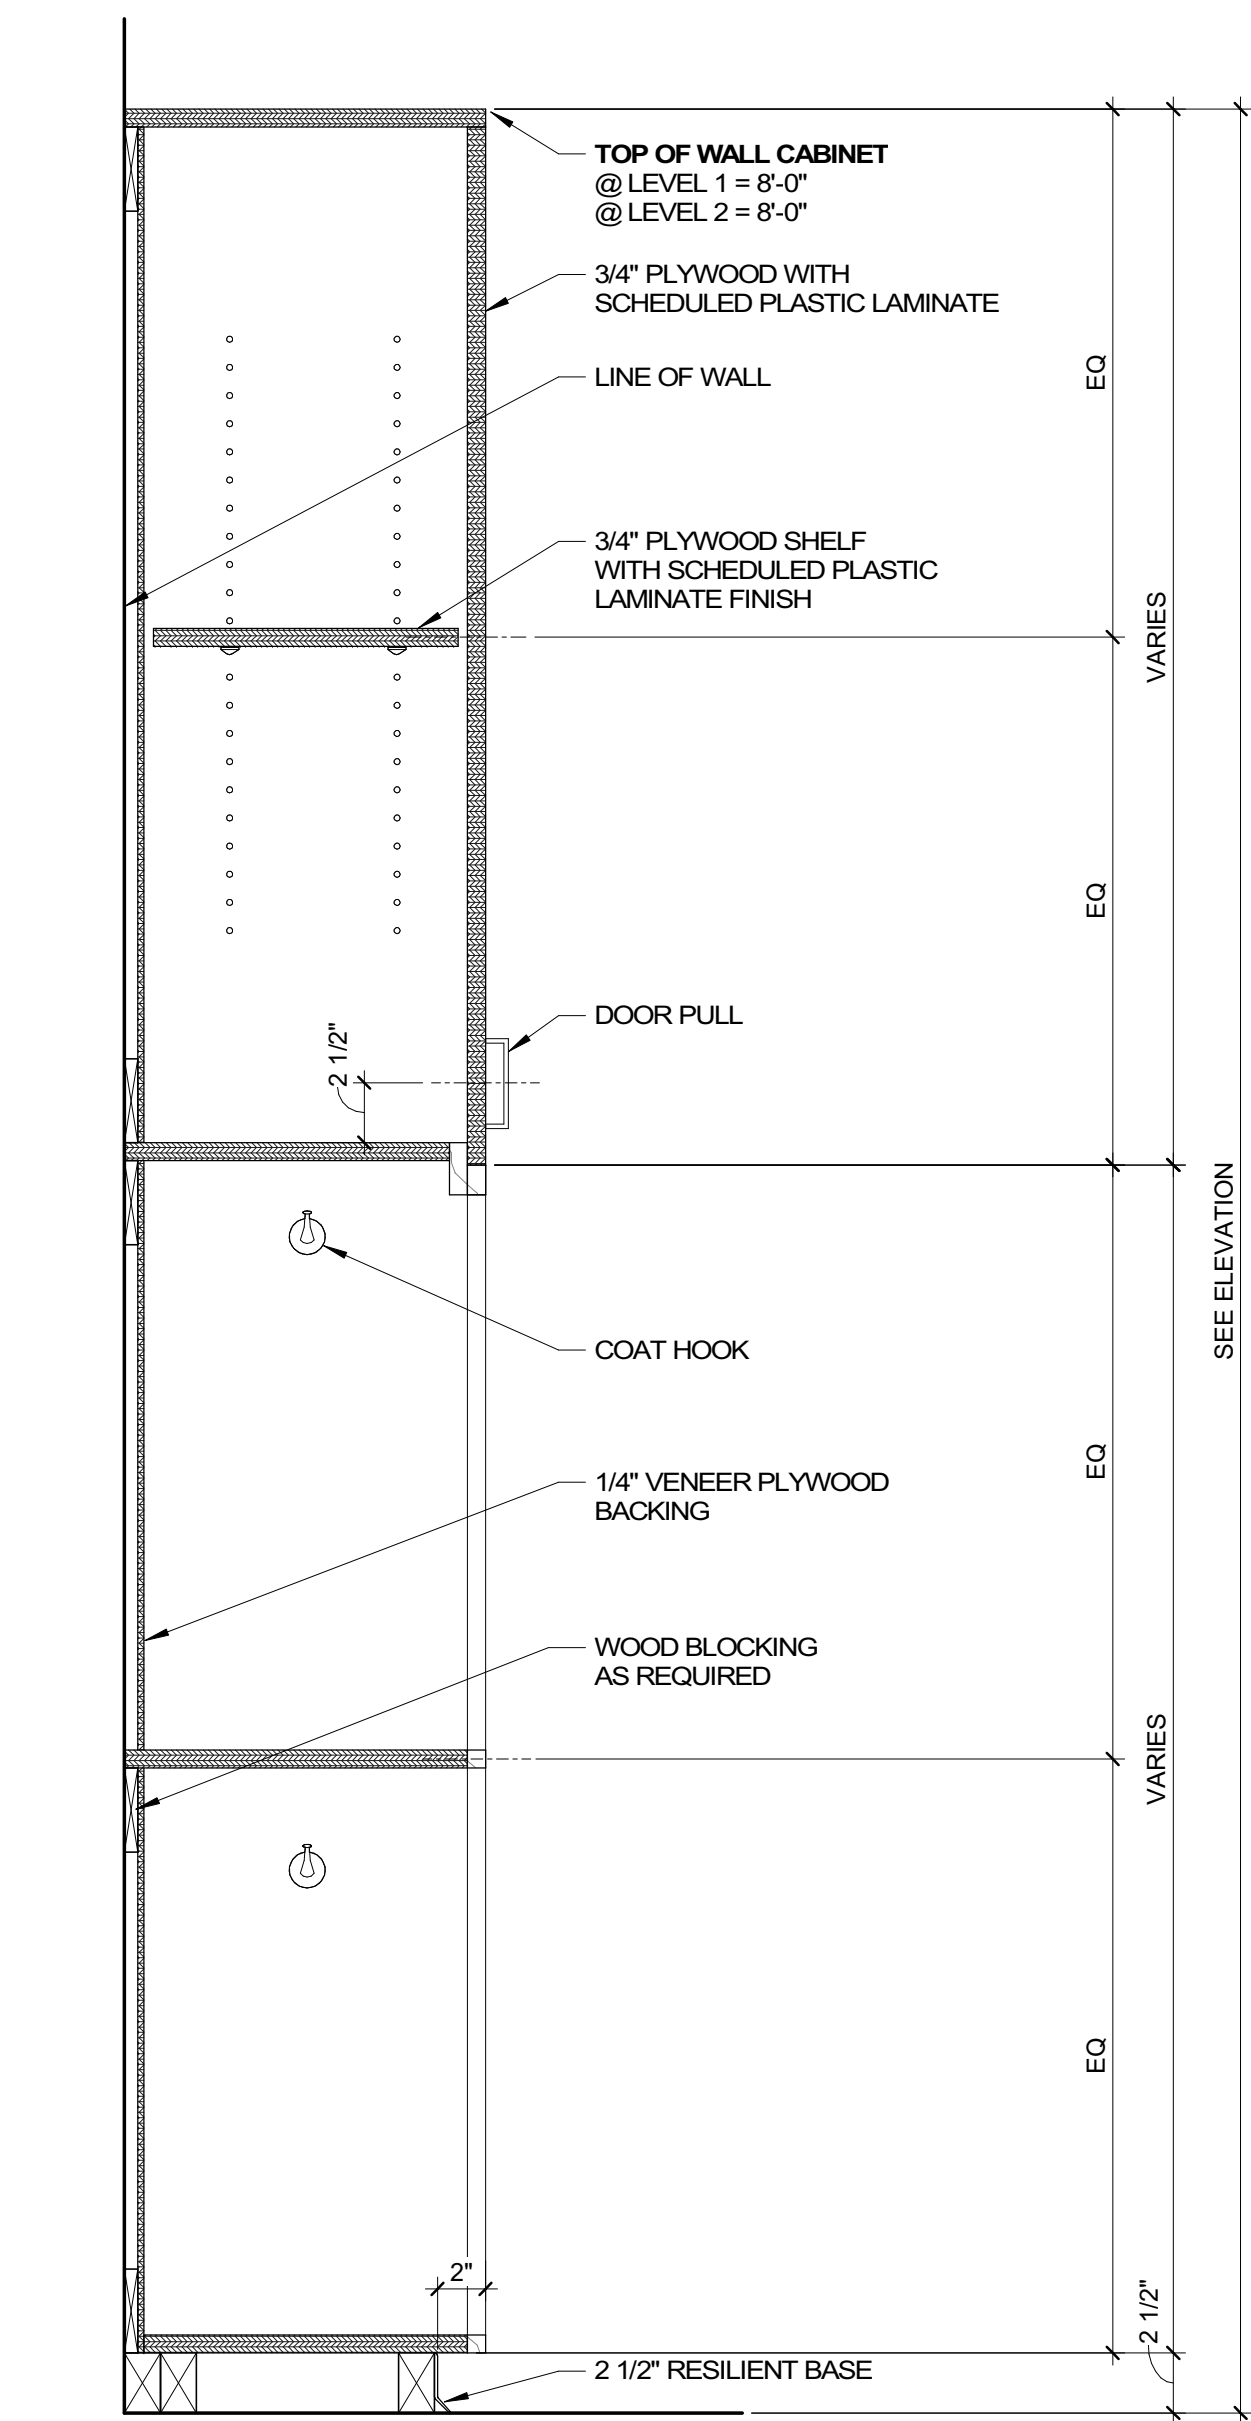 TOP OF WALL CABINET
@ LEVEL 1 = 8'-0"
@ LEVEL 2 = 8'-0"
3/4" PLYWOOD WITH
SCHEDULED PLASTIC LAMINATE
EQ
LINE OF WALL
3/4" PLYWOOD SHELF
WITH SCHEDULED PLASTIC
LAMINATE FINISH
VARIES
EQ
DOOR PULL
2 1/2"
SEE ELEVATION
COAT HOOK
EQ
1/4" VENEER PLYWOOD
BACKING
WOOD BLOCKING
AS REQUIRED
VARIES
EQ
2"
2 1/2"
2 1/2" RESILIENT BASE